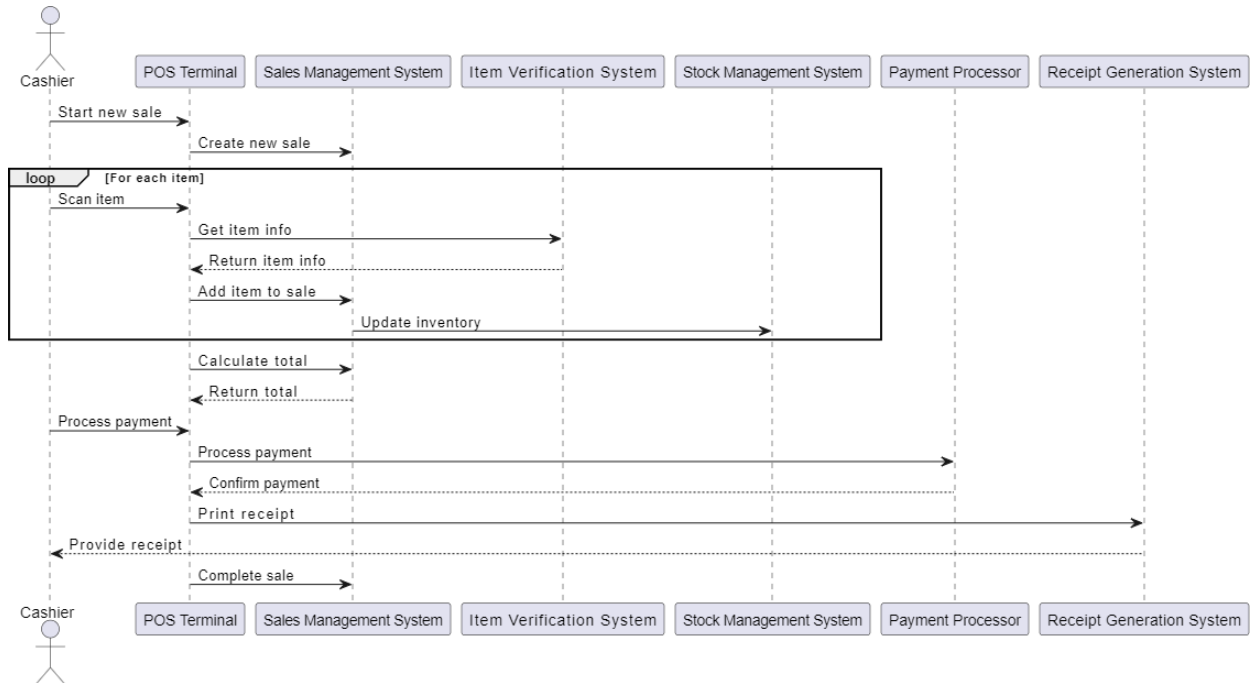 Cashier
POS Terminal
Sales Management System
Item Verification System
Stock Management System
Payment Processor
Receipt Generation System
Start new sale
Create new sale
loop [For each item]
Scan item
Get item info
Return item info
Add item to sale
Update inventory
Calculate total
Return total
Process payment
Process payment
Confirm payment
Print receipt
Provide receipt
Complete sale
Cashier
POS Terminal
Sales Management System
Item Verification System
Stock Management System
Payment Processor
Receipt Generation System